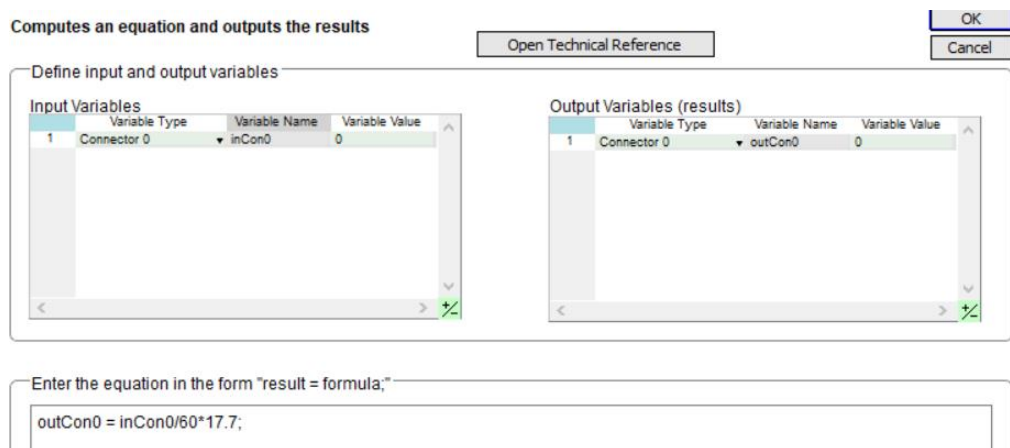 Computes an equation and outputs the results
OK
Open Technical Reference
Cancel
Define input and output variables
Input Variables
Variable Type Variable Name Variable Value
1 Connector 0 inCon0 0
Output Variables (results)
Variable Type Variable Name Variable Value
1 Connector 0 outCon0 0
Enter the equation in the form "result = formula;"
outCon0 = inCon0/60*17.7;